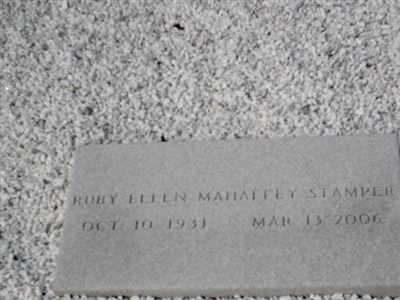 RUBY ELLEN MAHAFFEY STAMPER
OCT 10 1931 MAR 13 2006